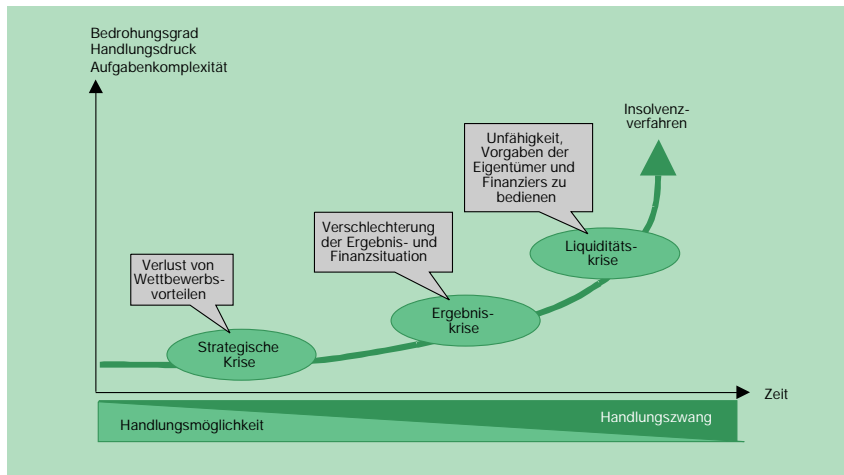 Bedrohungsgrad
Handlungsdruck
Aufgabenkomplexität
Insolvenz-
verfahren
Unfähigkeit,
Vorgaben der
Eigentümer und
Finanziers zu
bedienen
Verschlechterung
der Ergebnis- und
Finanzsituation
Verlust von
Wettbewerbs-
vorteilen
Liquiditäts-
krise
Ergebnis-
krise
Strategische
Krise
Zeit
Handlungsmöglichkeit
Handlungszwang